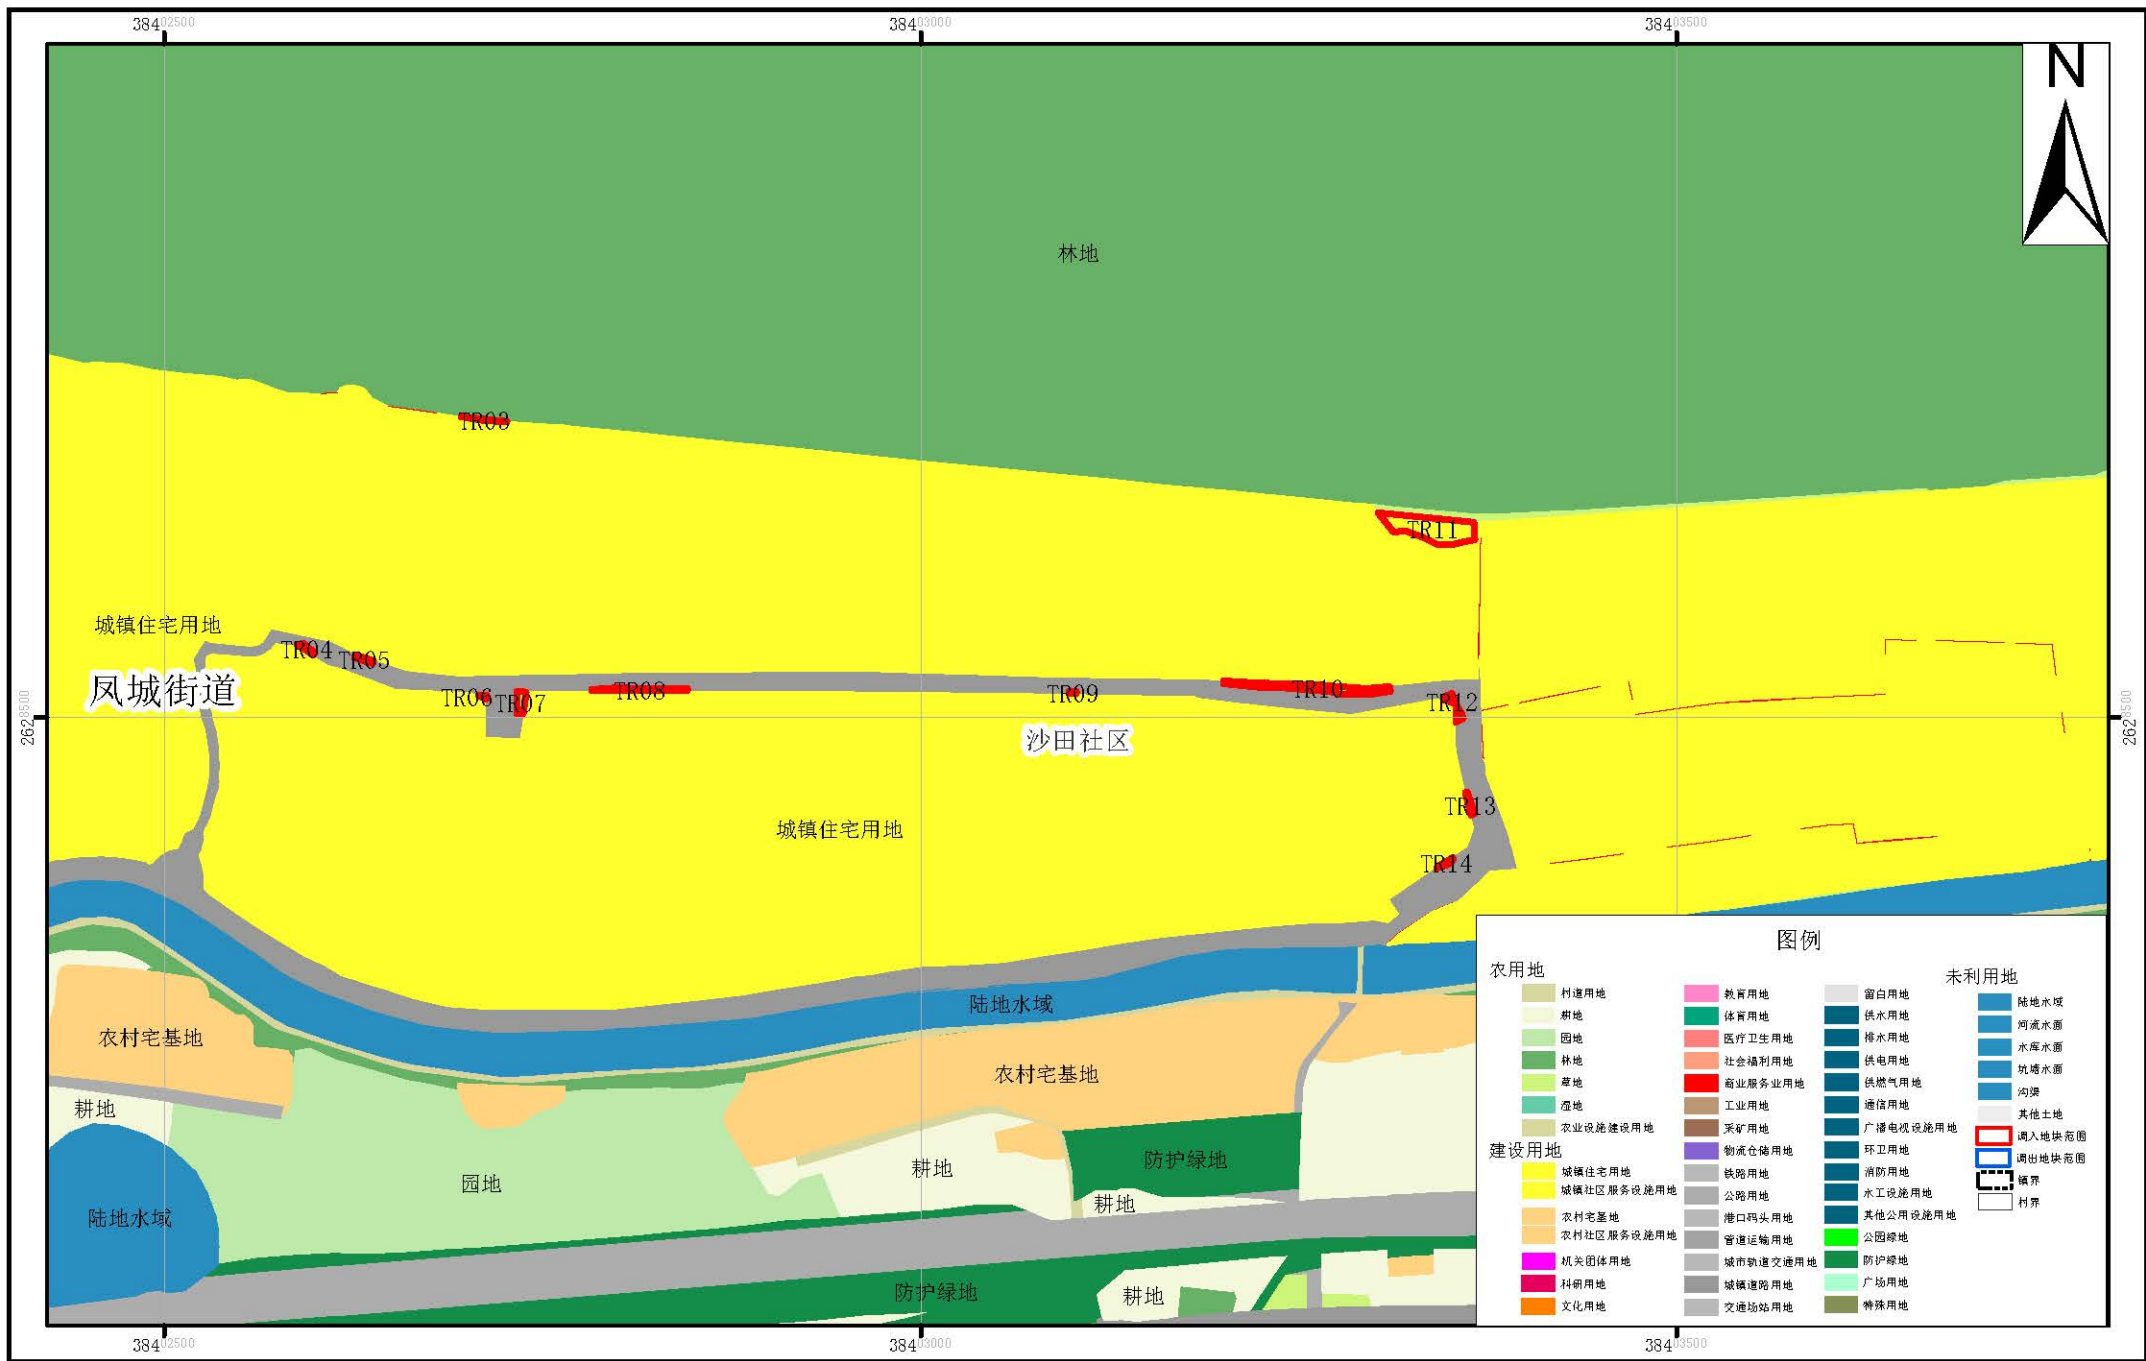 38402500
38403000
38403500
N
林地
TR03
TR11
城镇住宅用地
TR04
TR05
凤城街道
TR06
TR07
TR08
TR09
TR10
TR12
2628500
2628500
沙田社区
TR13
城镇住宅用地
TR14
陆地水域
农村宅基地
农村宅基地
耕地
园地
耕地
防护绿地
陆地水域
耕地
防护绿地
耕地
38402500
38403000
38403500
图例
农用地
村道用地
耕地
园地
林地
草地
湿地
农业设施建设用地
建设用地
城镇住宅用地
城镇社区服务设施用地
农村宅基地
农村社区服务设施用地
机关团体用地
科研用地
文化用地
教育用地
体育用地
医疗卫生用地
社会福利用地
商业服务业用地
工业用地
采矿用地
物流仓储用地
铁路用地
公路用地
港口码头用地
管道运输用地
城市轨道交通用地
城镇道路用地
交通场站用地
留白用地
供水用地
排水用地
供电用地
供燃气用地
通信用地
广播电视设施用地
环卫用地
消防用地
水工设施用地
其他公用设施用地
公园绿地
防护绿地
广场用地
特殊用地
未利用地
陆地水域
河流水面
水库水面
坑塘水面
沟渠
其他土地
调入地块范围
调出地块范围
镇界
村界